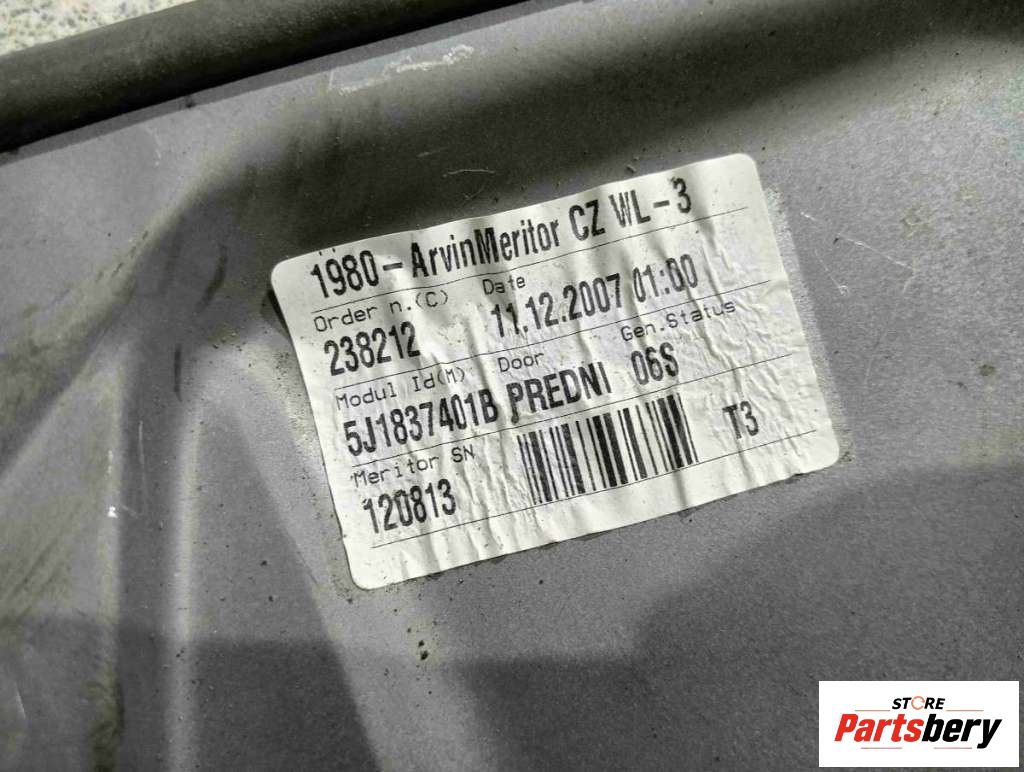 1980-ArvinMeritor CZ WL-3
Order n.(C) Date
238212 11.12.2007 01:00
Modul Id(M) Door Gen.Status
5J1837401B PREDNI 06S
Meritor SN
120813 T3
STORE
Partsbery